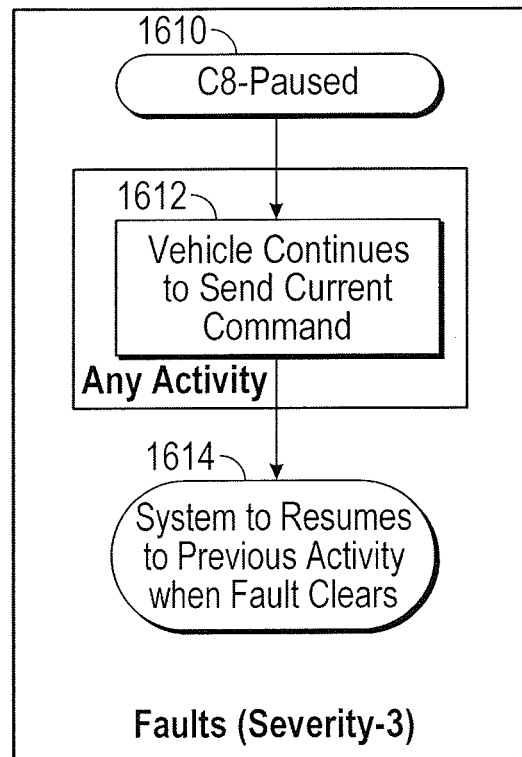 1610
C8-Paused
1612
Vehicle Continues
to Send Current
Command
Any Activity
1614
System to Resumes
to Previous Activity
when Fault Clears
Faults (Severity-3)